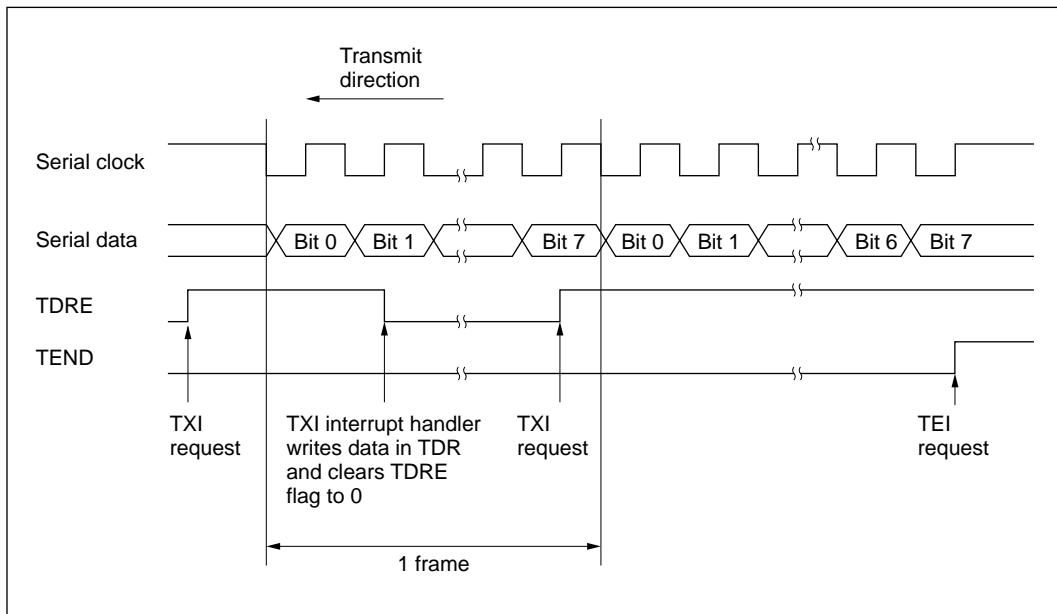 Transmit
direction
Serial clock
Serial data
Bit 0
Bit 1
Bit 7
Bit 0
Bit 1
Bit 6
Bit 7
TDRE
TEND
TXI
request
TXI interrupt handler
writes data in TDR
and clears TDRE
flag to 0
TXI
request
TEI
request
1 frame